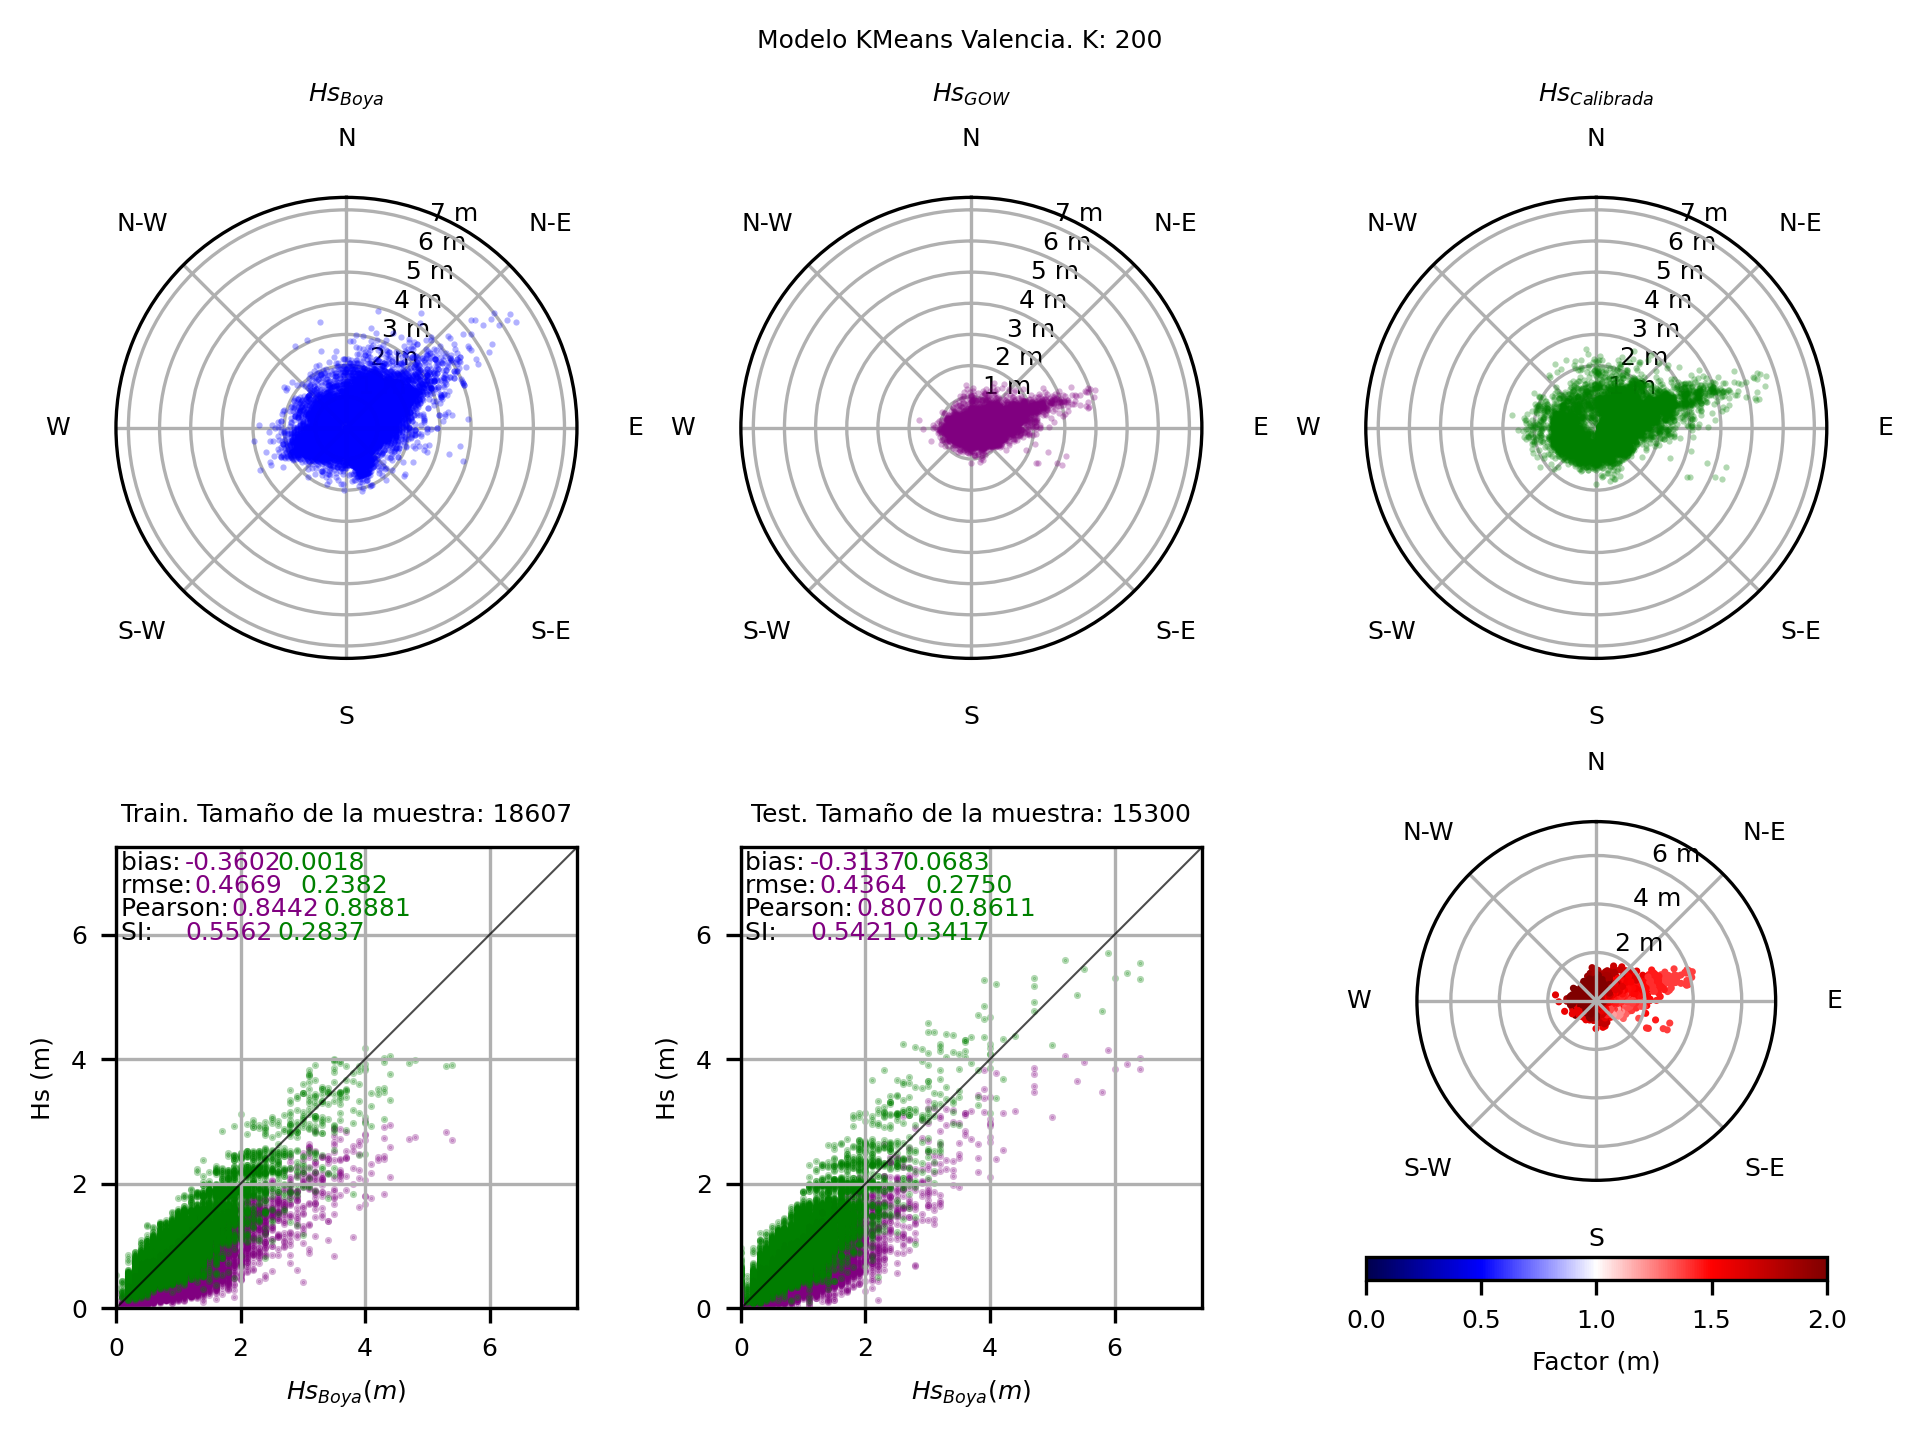 Modelo KMeans Valencia. K: 200
Hs_Boya
N
N-W
N-E
7 m
6 m
5 m
4 m
3 m
2 m
W
E
S-W
S-E
S
Hs_GOW
N
N-W
N-E
7 m
6 m
5 m
4 m
3 m
2 m
1 m
W
E
S-W
S-E
S
Hs_Calibrada
N
N-W
N-E
7 m
6 m
5 m
4 m
3 m
2 m
1 m
W
E
S-W
S-E
S
Train. Tamaño de la muestra: 18607
bias: -0.3602 0.0018
rmse: 0.4669 0.2382
Pearson: 0.8442 0.8881
SI: 0.5562 0.2837
Hs (m)
6
4
2
0
0 2 4 6
Hs_Boya(m)
Test. Tamaño de la muestra: 15300
bias: -0.3137 0.0683
rmse: 0.4364 0.2750
Pearson: 0.8070 0.8611
SI: 0.5421 0.3417
Hs (m)
6
4
2
0
0 2 4 6
Hs_Boya(m)
N
N-W
N-E
6 m
4 m
2 m
W
E
S-W
S-E
S
0.0 0.5 1.0 1.5 2.0
Factor (m)